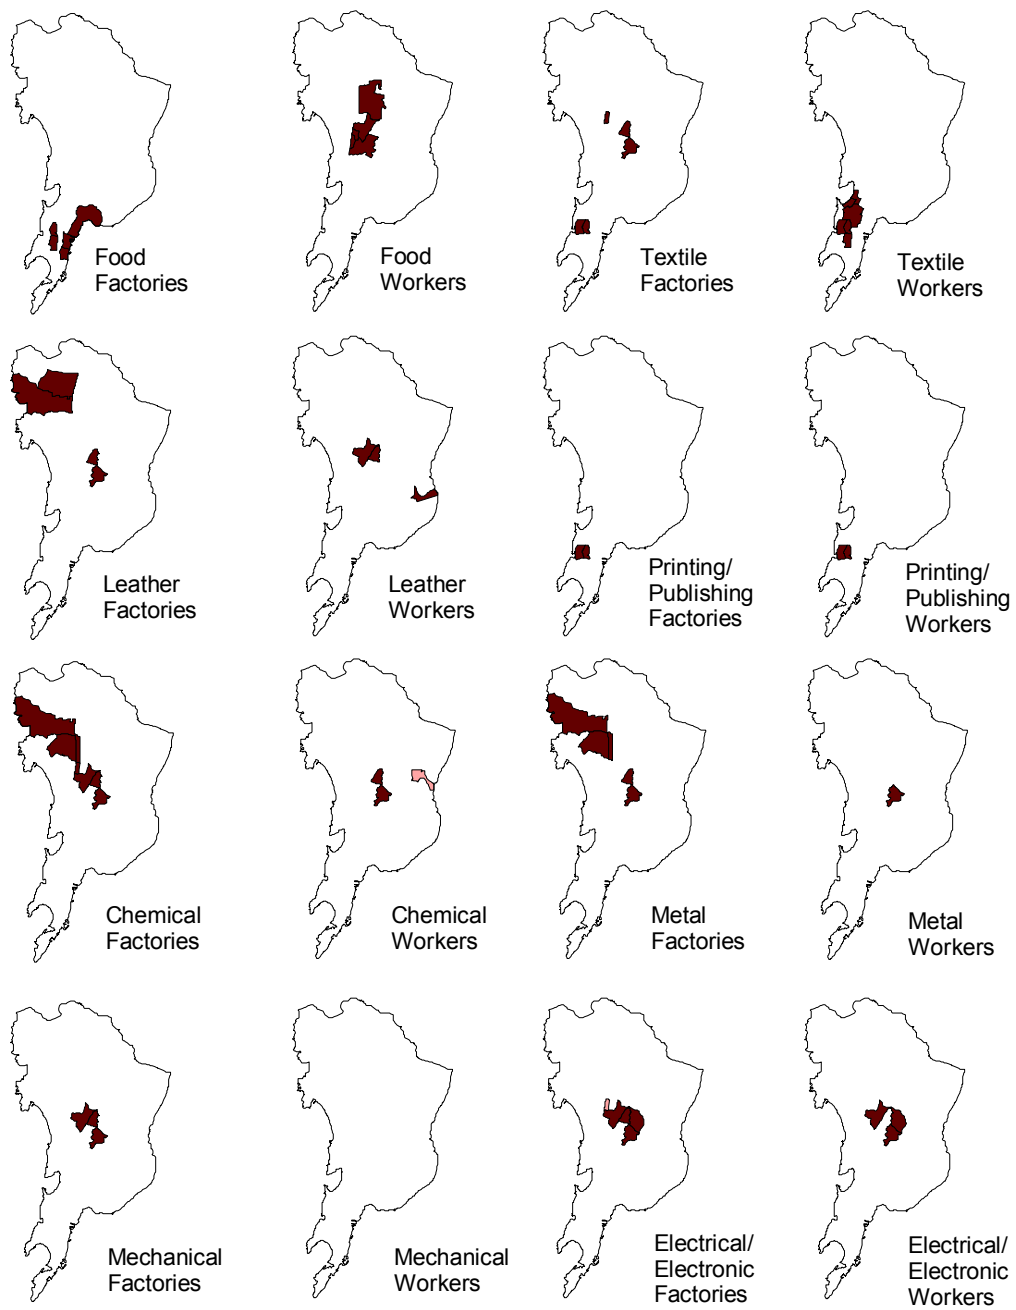 Food
Factories
Food
Workers
Textile
Factories
Textile
Workers
Leather
Factories
Leather
Workers
Printing/
Publishing
Factories
Printing/
Publishing
Workers
Chemical
Factories
Chemical
Workers
Metal
Factories
Metal
Workers
Mechanical
Factories
Mechanical
Workers
Electrical/
Electronic
Factories
Electrical/
Electronic
Workers